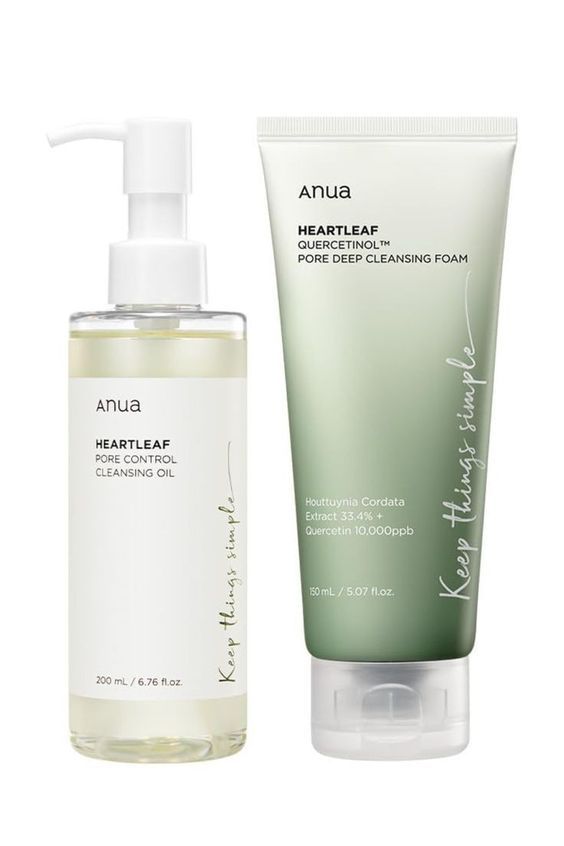 Anua
HEARTLEAF
PORE CONTROL
CLEANSING OIL
Keep things simple
200 mL / 6.76 fl.oz.
Anua
HEARTLEAF
QUERCETINOL™
PORE DEEP CLEANSING FOAM
Keep things simple
Houttuynia Cordata
Extract 33.4% +
Quercetin 10,000ppb
150 mL / 5.07 fl.oz.